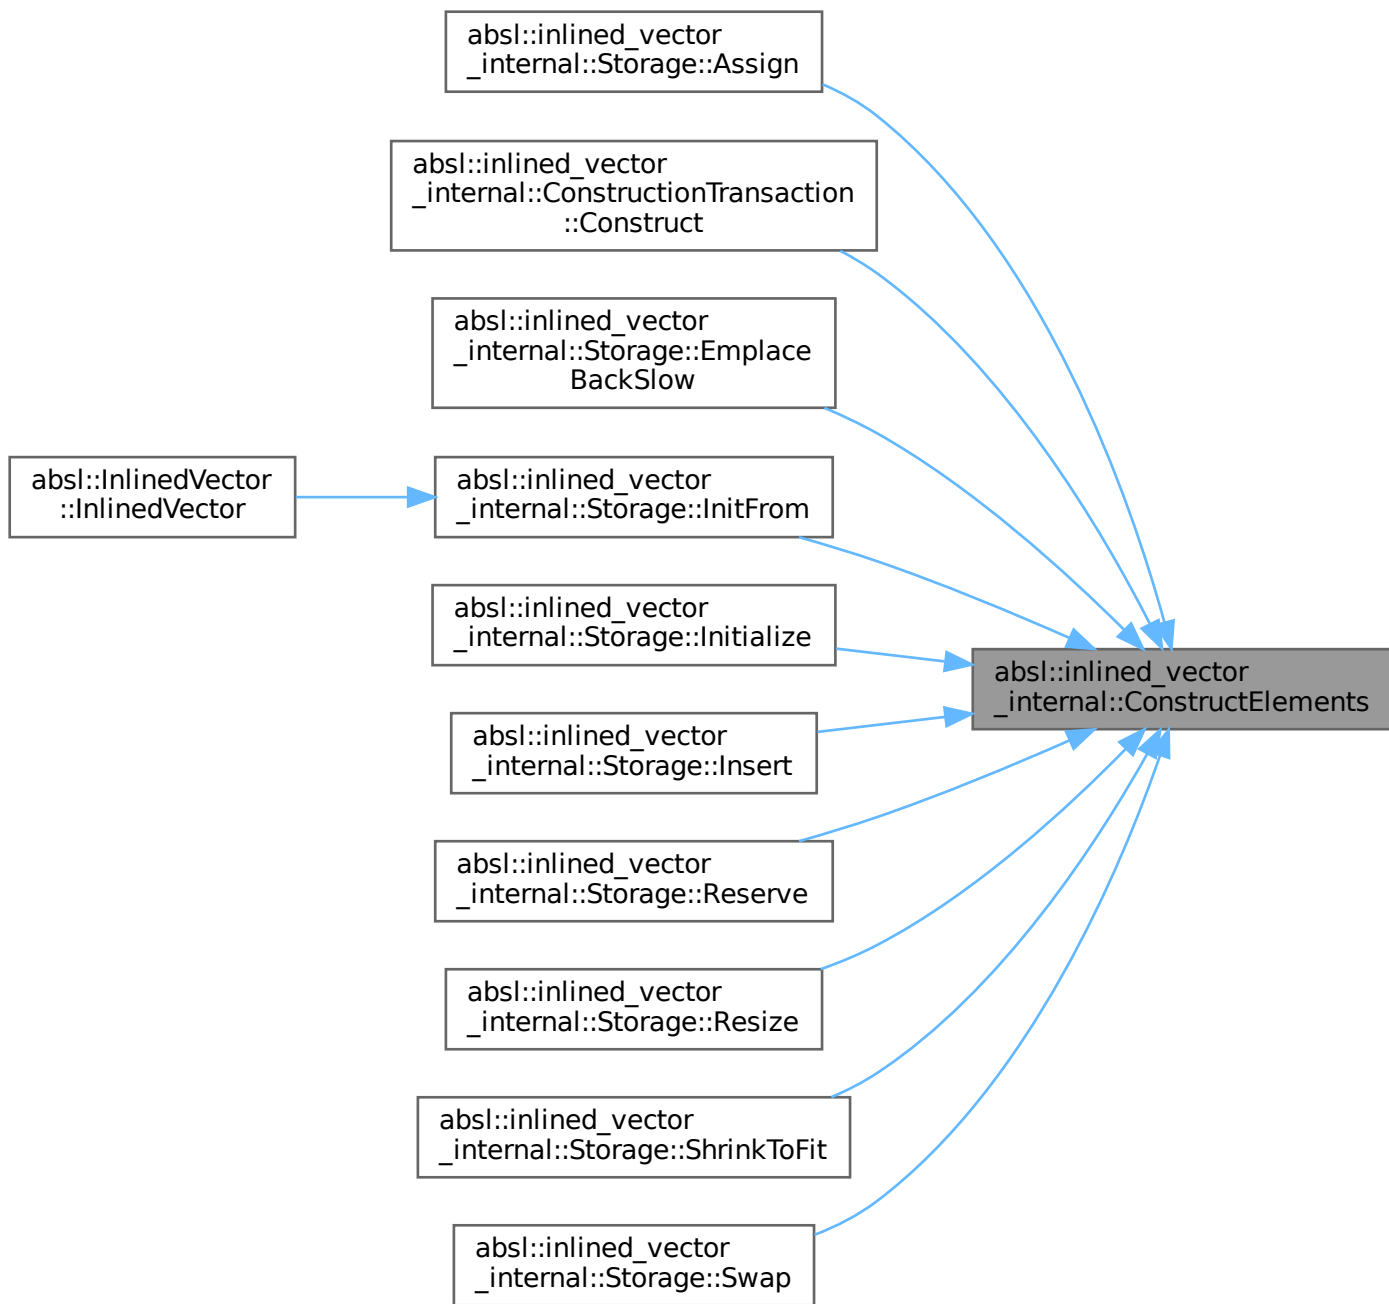 absl::inlined_vector
_internal::Storage::Assign
absl::inlined_vector
_internal::ConstructionTransaction
::Construct
absl::inlined_vector
_internal::Storage::Emplace
BackSlow
absl::InlinedVector
::InlinedVector
absl::inlined_vector
_internal::Storage::InitFrom
absl::inlined_vector
_internal::Storage::Initialize
absl::inlined_vector
_internal::ConstructElements
absl::inlined_vector
_internal::Storage::Insert
absl::inlined_vector
_internal::Storage::Reserve
absl::inlined_vector
_internal::Storage::Resize
absl::inlined_vector
_internal::Storage::ShrinkToFit
absl::inlined_vector
_internal::Storage::Swap